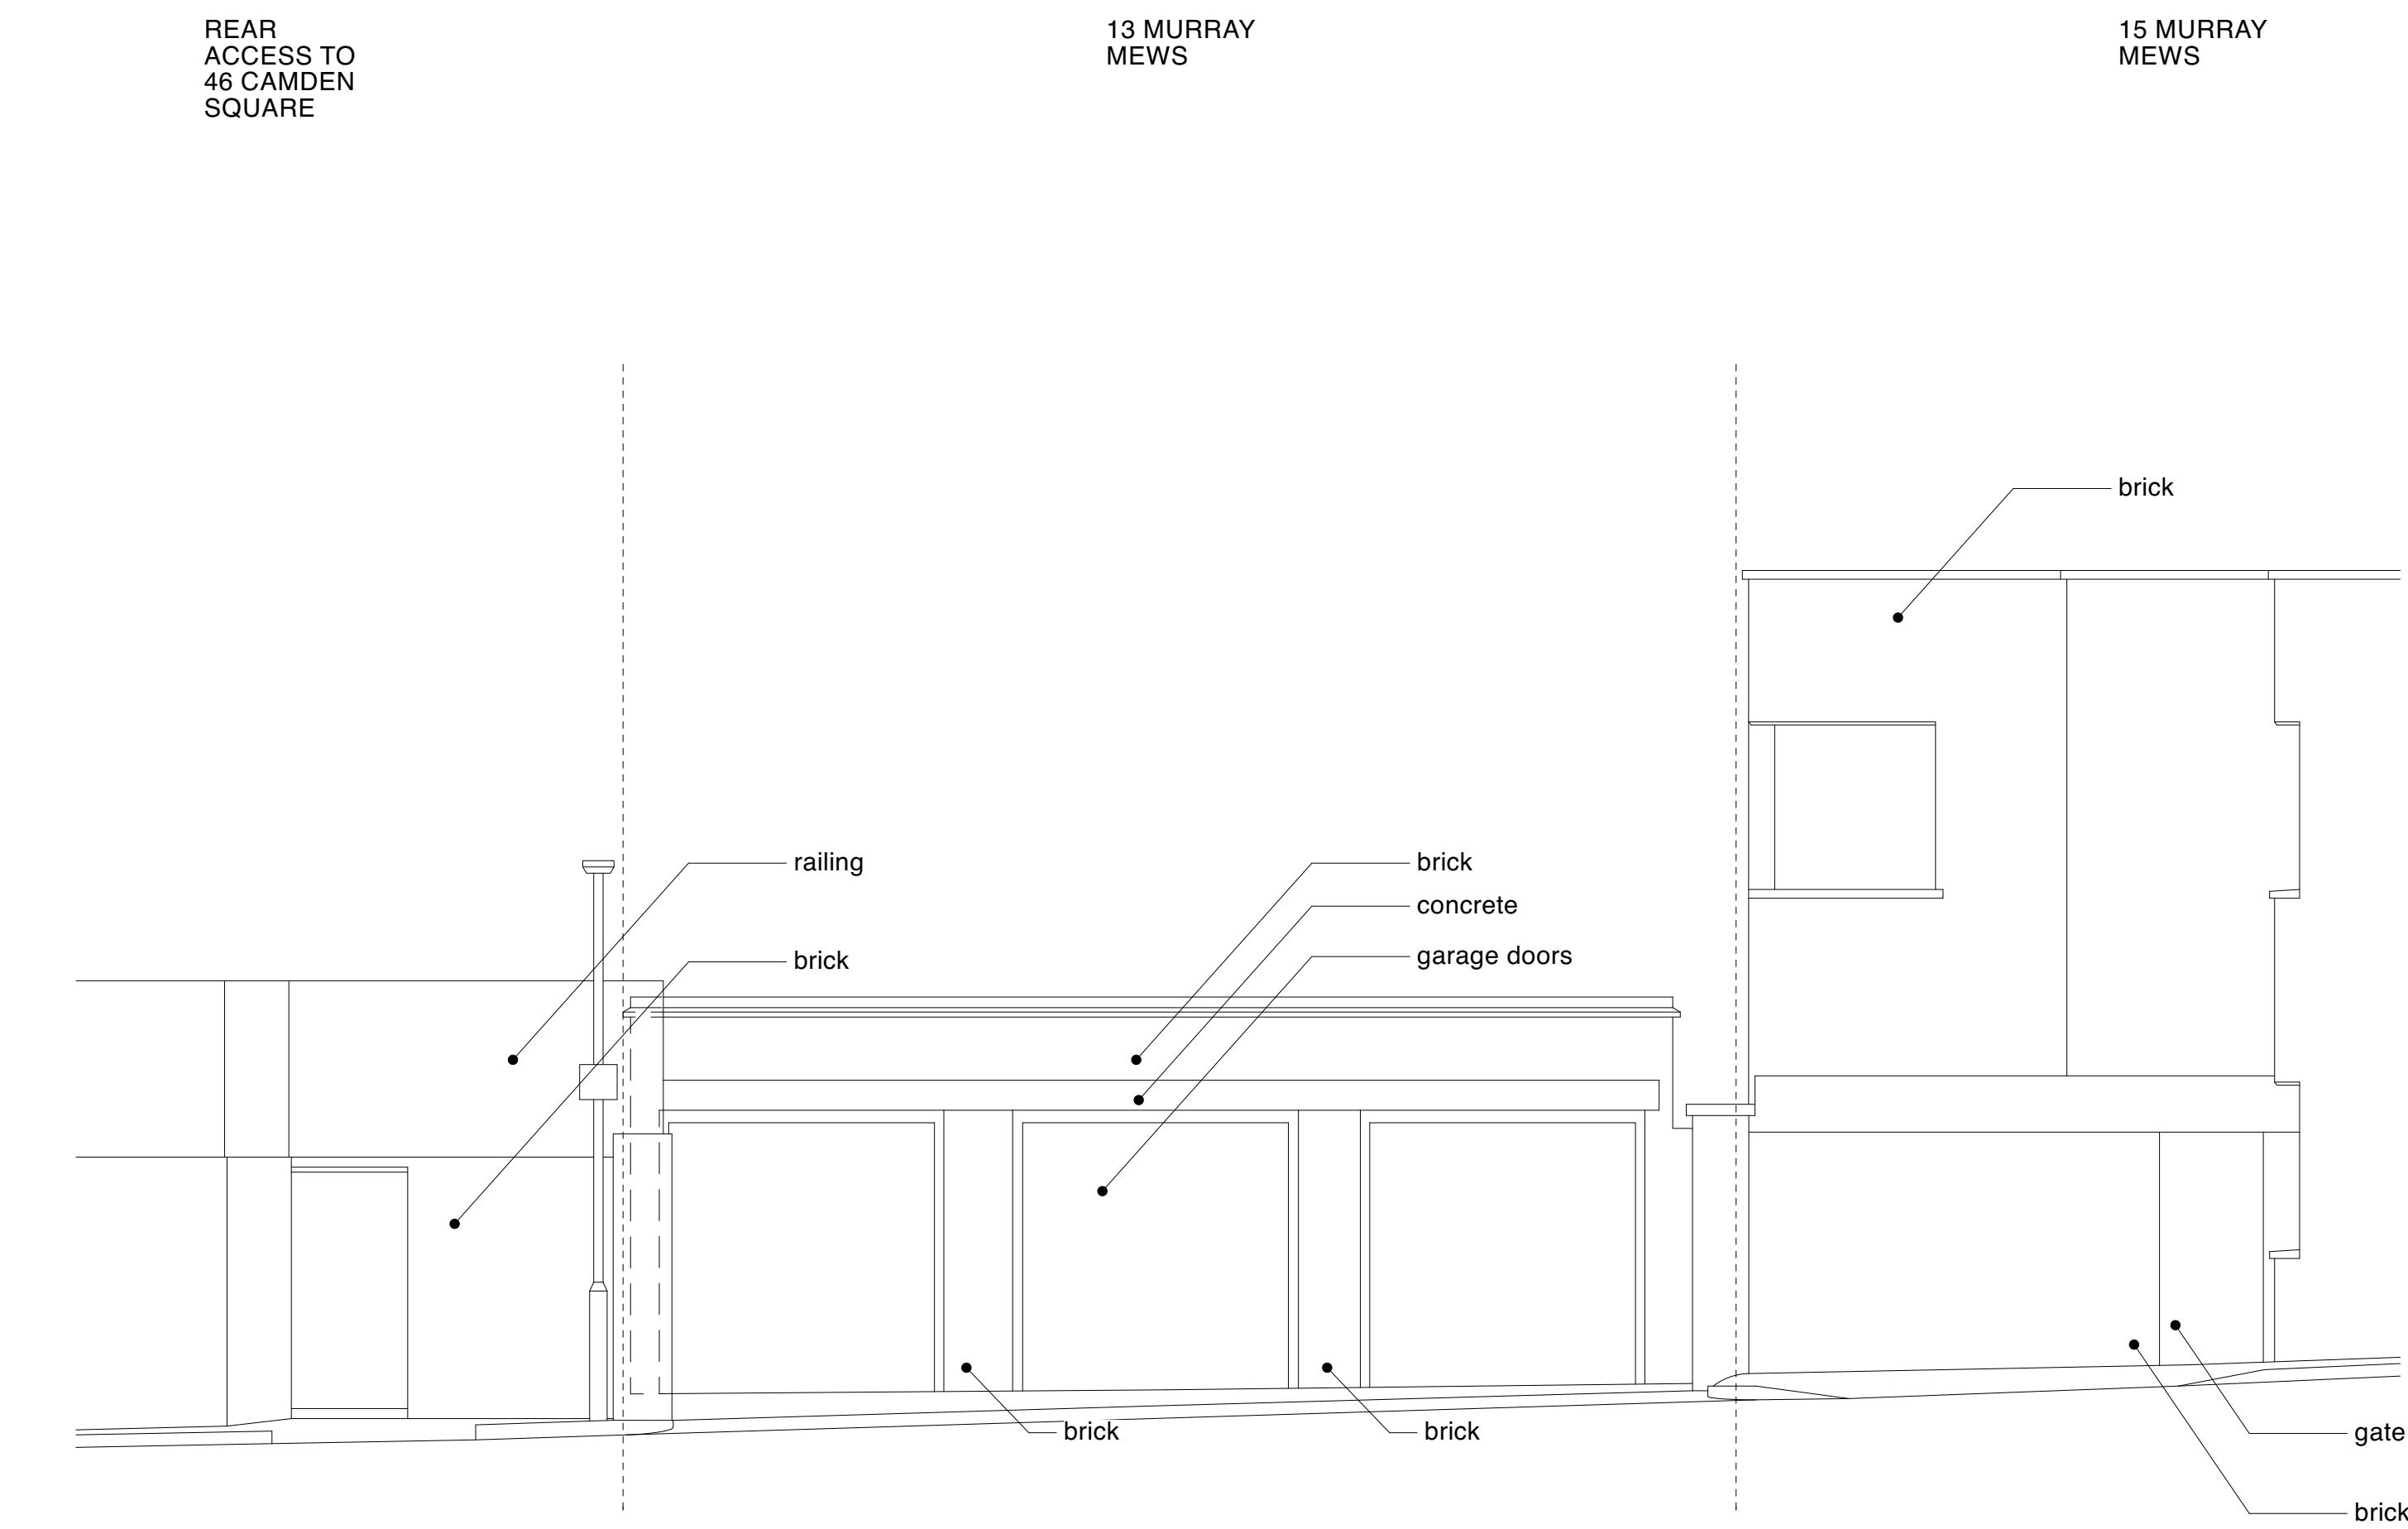 REAR
ACCESS TO
46 CAMDEN
SQUARE
13 MURRAY
MEWS
15 MURRAY
MEWS
brick
railing
brick
brick
concrete
garage doors
brick
brick
gate
brick